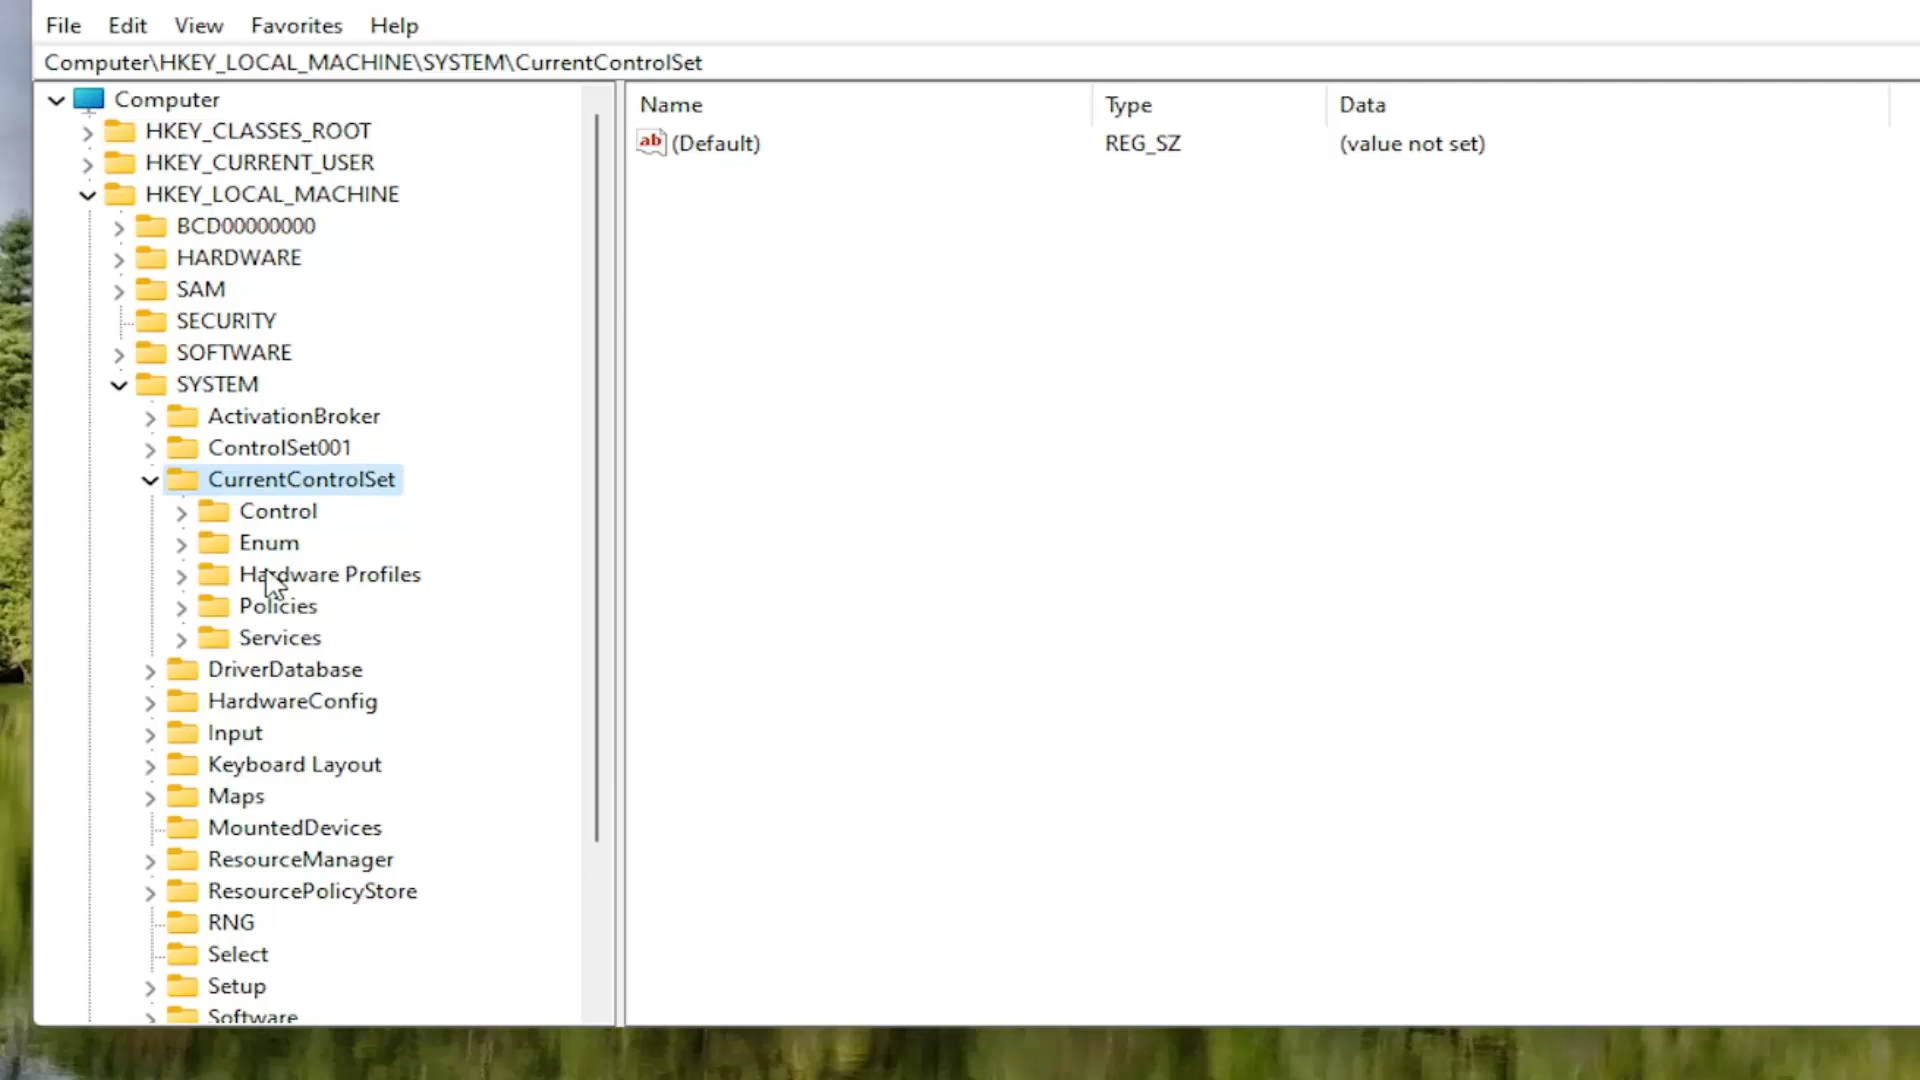 File Edit View Favorites Help
Computer\HKEY_LOCAL_MACHINE\SYSTEM\CurrentControlSet
Computer
HKEY_CLASSES_ROOT
HKEY_CURRENT_USER
HKEY_LOCAL_MACHINE
BCD00000000
HARDWARE
SAM
SECURITY
SOFTWARE
SYSTEM
ActivationBroker
ControlSet001
CurrentControlSet
Control
Enum
Hardware Profiles
Policies
Services
DriverDatabase
HardwareConfig
Input
Keyboard Layout
Maps
MountedDevices
ResourceManager
ResourcePolicyStore
RNG
Select
Setup
Software
Name Type Data
ab (Default) REG_SZ (value not set)